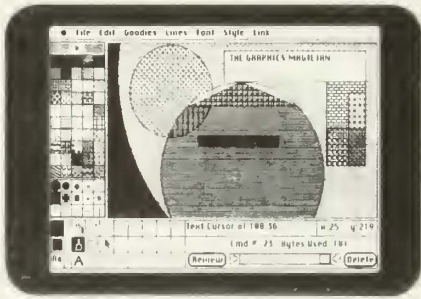 File Edit Goodies Lines Font Style Link
THE GRAPHICS MAGICIAN
Text Cursor at 108 36 x 25 y 219
Cmd # 23 Bytes Used 181
Review Delete
A